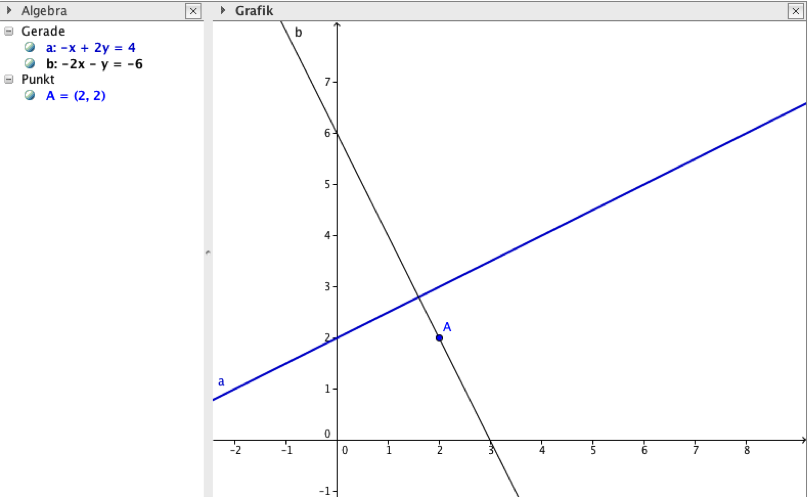 Algebra
Gerade
a: -x + 2y = 4
b: -2x - y = -6
Punkt
A = (2, 2)
Grafik
b
7
6
5
4
3
2
A
a
1
0
-2 -1 0 1 2 3 4 5 6 7 8
-1